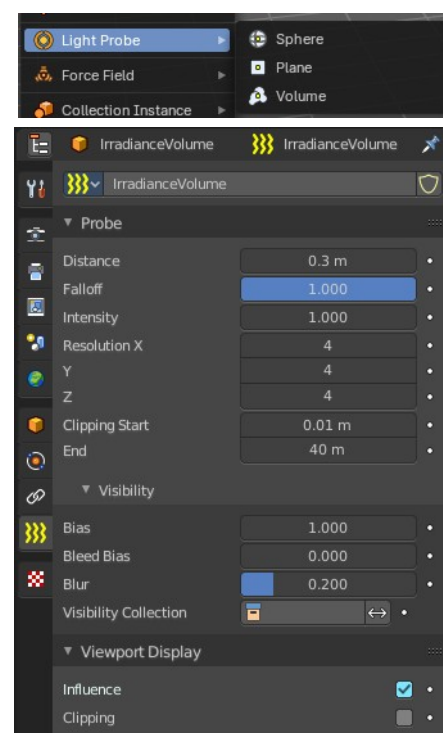 Light Probe Sphere
Force Field Plane
Collection Instance Volume
IrradianceVolume IrradianceVolume
IrradianceVolume
Probe
Distance 0.3 m
Falloff 1.000
Intensity 1.000
Resolution X 4
Y 4
Z 4
Clipping Start 0.01 m
End 40 m
Visibility
Bias 1.000
Bleed Bias 0.000
Blur 0.200
Visibility Collection
Viewport Display
Influence
Clipping